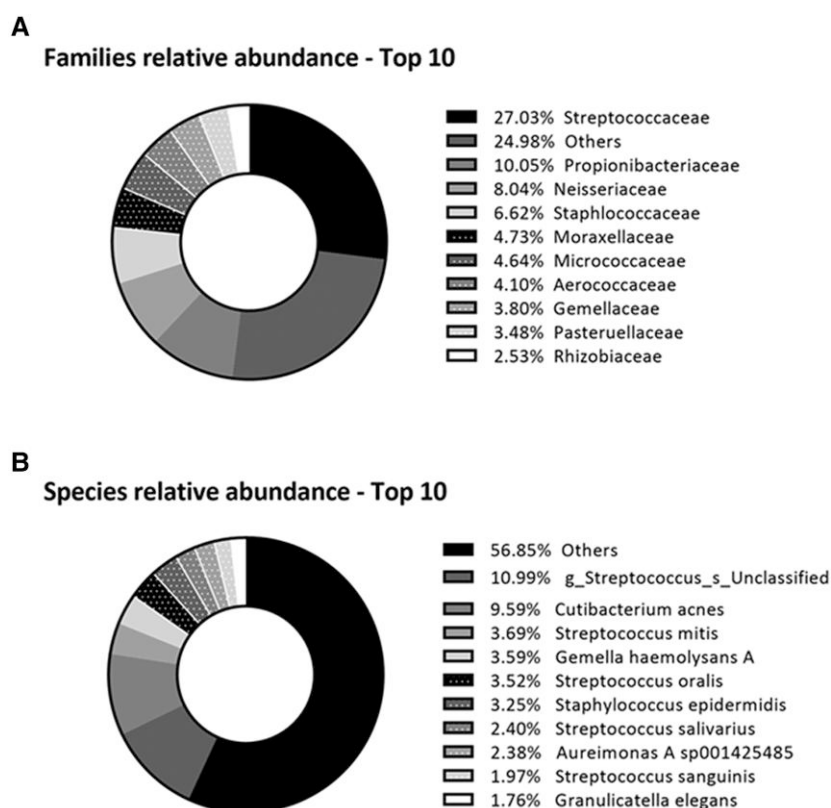 A
Families relative abundance - Top 10
27.03% Streptococcaceae
24.98% Others
10.05% Propionibacteriaceae
8.04% Neisseriaceae
6.62% Staphlococcaceae
4.73% Moraxellaceae
4.64% Micrococcaceae
4.10% Aerococcaceae
3.80% Gemellaceae
3.48% Pasteruellaceae
2.53% Rhizobiaceae
B
Species relative abundance - Top 10
56.85% Others
10.99% g_Streptococcus_s_Unclassified
9.59% Cutibacterium acnes
3.69% Streptococcus mitis
3.59% Gemella haemolysans A
3.52% Streptococcus oralis
3.25% Staphylococcus epidermidis
2.40% Streptococcus salivarius
2.38% Aureimonas A sp001425485
1.97% Streptococcus sanguinis
1.76% Granulicatella elegans